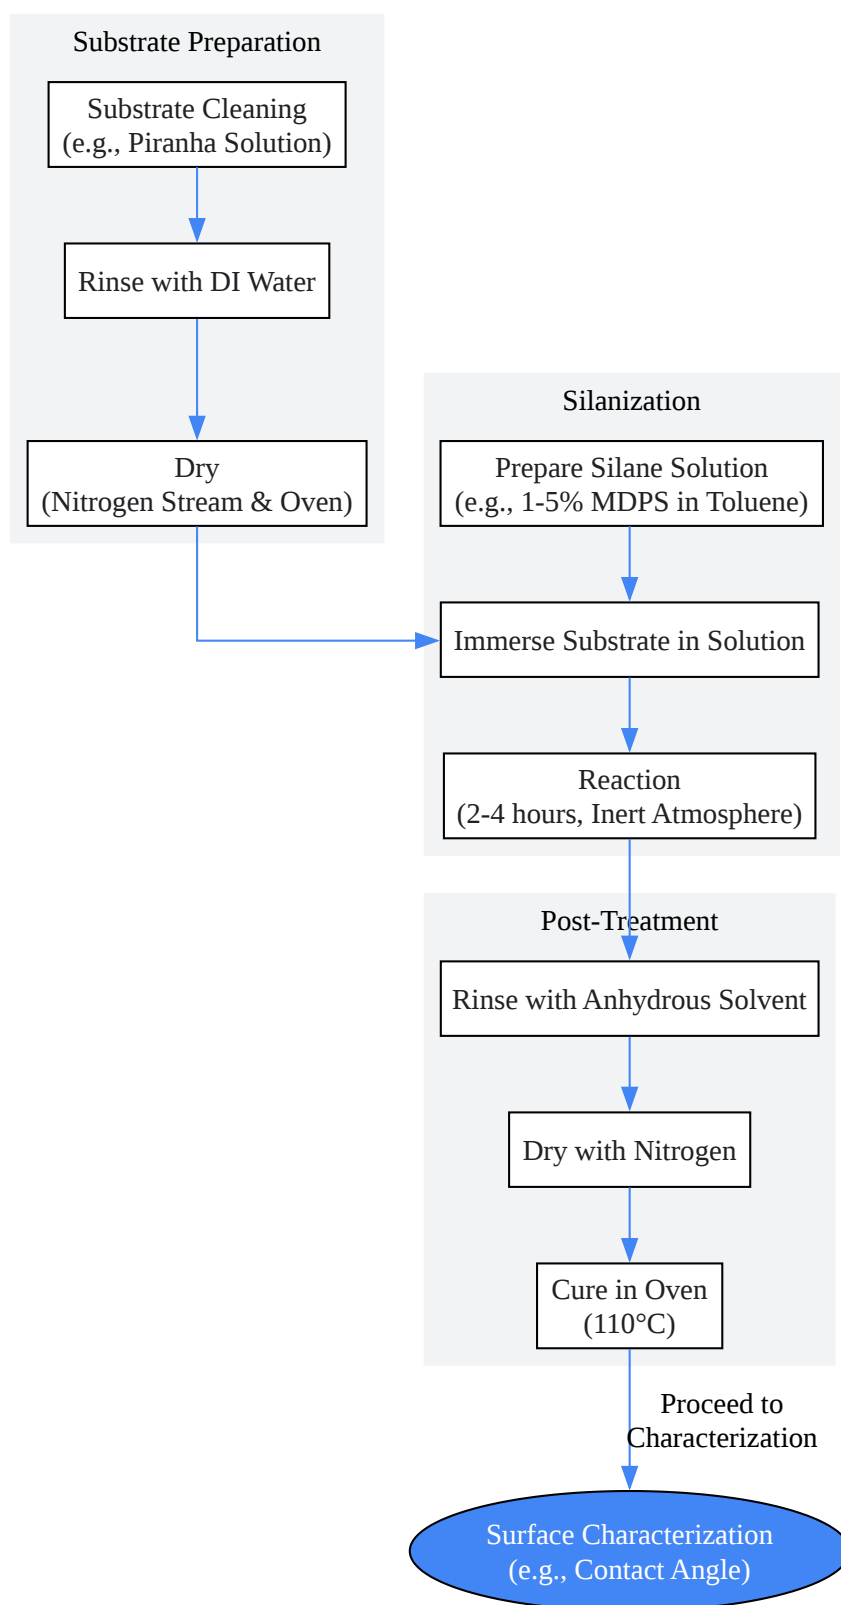 Substrate Preparation
Substrate Cleaning
(e.g., Piranha Solution)
Rinse with DI Water
Dry
(Nitrogen Stream & Oven)
Silanization
Prepare Silane Solution
(e.g., 1-5% MDPS in Toluene)
Immerse Substrate in Solution
Reaction
(2-4 hours, Inert Atmosphere)
Post-Treatment
Rinse with Anhydrous Solvent
Dry with Nitrogen
Cure in Oven
(110°C)
Proceed to
Characterization
Surface Characterization
(e.g., Contact Angle)